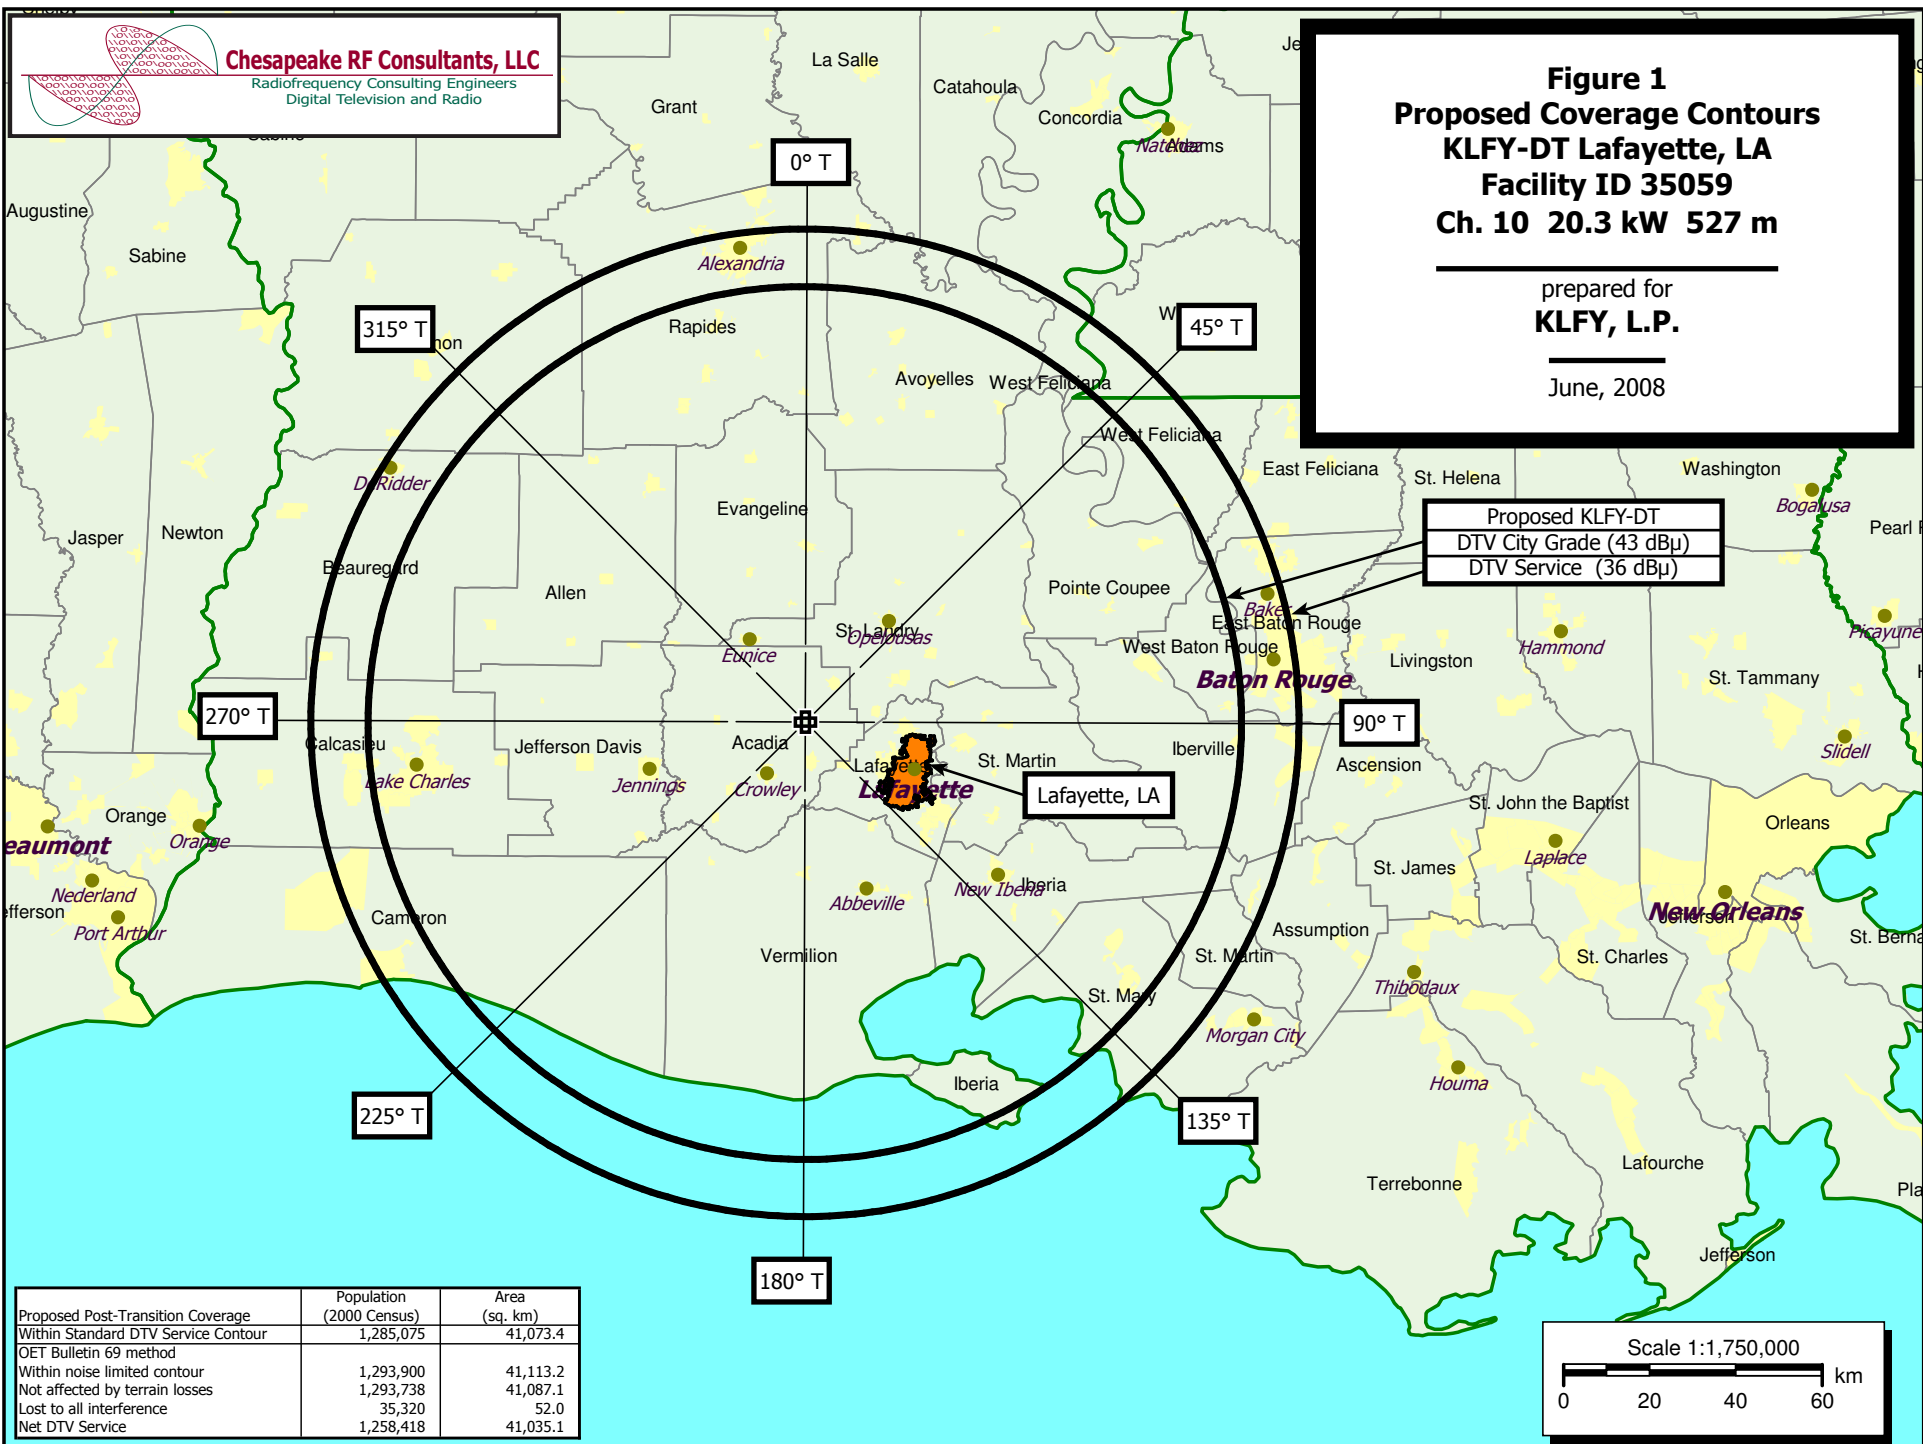 Chesapeake RF Consultants, LLC
Radiofrequency Consulting Engineers
Digital Television and Radio
Figure 1
Proposed Coverage Contours
KLFY-DT Lafayette, LA
Facility ID 35059
Ch. 10 20.3 kW 527 m
prepared for
KLFY, L.P.
June, 2008
La Salle
Catahoula
Grant
Concordia
Natchez
Adams
0° T
Augustine
Sabine
Alexandria
315° T
Rapides
45° T
Avoyelles
West Feliciana
West Feliciana
East Feliciana
St. Helena
Washington
Bogalusa
DeRidder
Evangeline
Jasper
Newton
Proposed KLFY-DT
DTV City Grade (43 dBµ)
DTV Service (36 dBµ)
Beauregard
Allen
Pointe Coupee
Baker
East Baton Rouge
St. Landry
Opelousas
Eunice
West Baton Rouge
Baton Rouge
Livingston
Hammond
Picayune
St. Tammany
270° T
90° T
Calcasieu
Jefferson Davis
Acadia
Lafayette
St. Martin
Iberville
Ascension
Slidell
Lake Charles
Jennings
Crowley
Lafayette
Lafayette, LA
St. John the Baptist
Orleans
Orange
Orange
eaumont
Laplace
St. James
Nederland
efferson
Port Arthur
Cameron
Abbeville
New Iberia
Iberia
New Orleans
Jefferson
Assumption
Vermilion
St. Martin
St. Charles
St. Berna
Thibodaux
St. Mary
Morgan City
Iberia
Houma
225° T
135° T
Lafourche
Terrebonne
Jefferson
180° T
Proposed Post-Transition Coverage Population (2000 Census) Area (sq. km)
Within Standard DTV Service Contour 1,285,075 41,073.4
OET Bulletin 69 method
Within noise limited contour 1,293,900 41,113.2
Not affected by terrain losses 1,293,738 41,087.1
Lost to all interference 35,320 52.0
Net DTV Service 1,258,418 41,035.1
Scale 1:1,750,000
km
0 20 40 60